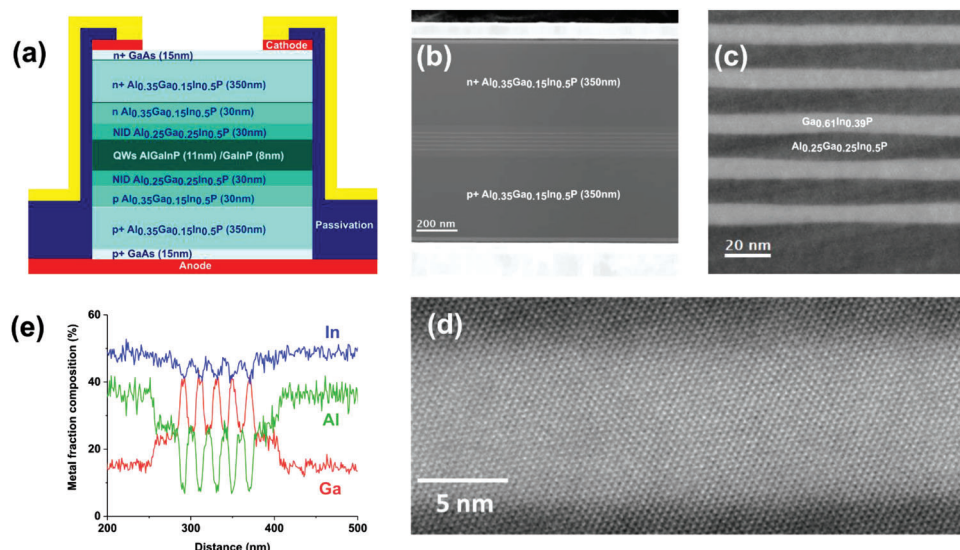 (a)
Cathode
n+ GaAs (15nm)
n+ Al0.35Ga0.15In0.5P (350nm)
n Al0.35Ga0.15In0.5P (30nm)
NID Al0.25Ga0.25In0.5P (30nm)
QWs AlGaInP (11nm) /GaInP (8nm)
NID Al0.25Ga0.25In0.5P (30nm)
p Al0.35Ga0.15In0.5P (30nm)
p+ Al0.35Ga0.15In0.5P (350nm)
Passivation
p+ GaAs (15nm)
Anode
(b)
n+ Al0.35Ga0.15In0.5P (350nm)
p+ Al0.35Ga0.15In0.5P (350nm)
200 nm
(c)
Ga0.61In0.39P
Al0.25Ga0.25In0.5P
20 nm
(e)
Metal fraction composition (%)
60
40
20
0
In
Al
Ga
200
300
400
500
Distance (nm)
(d)
5 nm